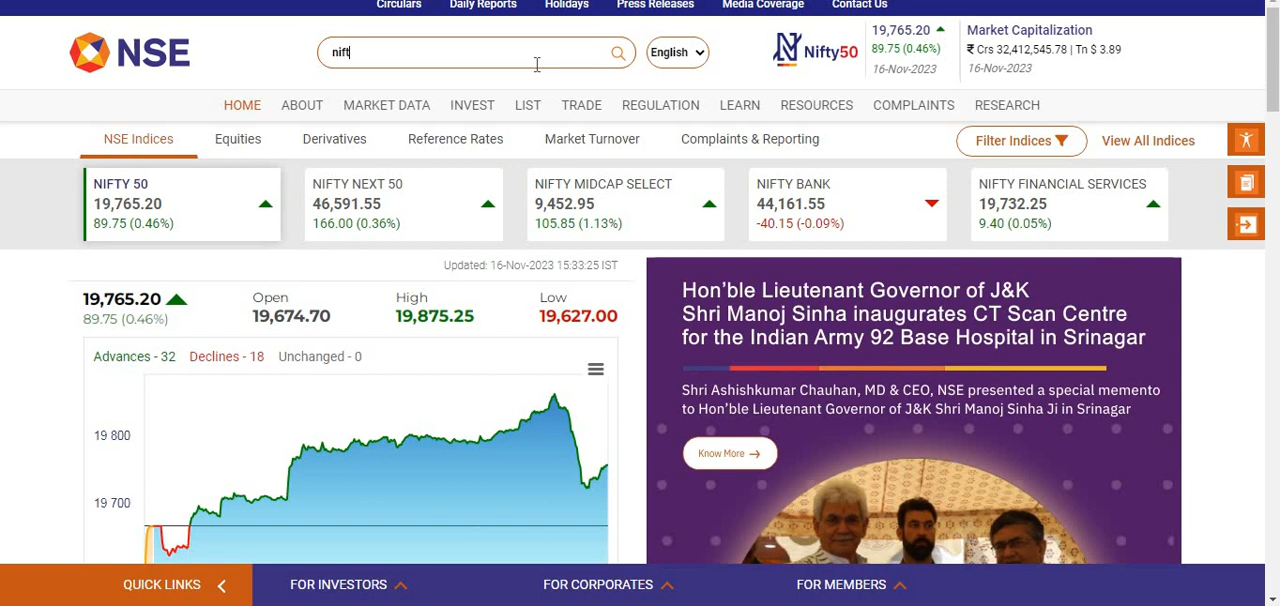 Circulars Daily Reports Holidays Press Releases Media Coverage Contact Us
NSE
nift
English
Nifty50
19,765.20
89.75 (0.46%)
16-Nov-2023
Market Capitalization
₹ Crs 32,412,545.78 | Tn $ 3.89
16-Nov-2023
HOME ABOUT MARKET DATA INVEST LIST TRADE REGULATION LEARN RESOURCES COMPLAINTS RESEARCH
NSE Indices Equities Derivatives Reference Rates Market Turnover Complaints & Reporting Filter Indices View All Indices
NIFTY 50
19,765.20
89.75 (0.46%)
NIFTY NEXT 50
46,591.55
166.00 (0.36%)
NIFTY MIDCAP SELECT
9,452.95
105.85 (1.13%)
NIFTY BANK
44,161.55
-40.15 (-0.09%)
NIFTY FINANCIAL SERVICES
19,732.25
9.40 (0.05%)
Updated: 16-Nov-2023 15:33:25 IST
19,765.20
89.75 (0.46%)
Open
19,674.70
High
19,875.25
Low
19,627.00
Advances - 32 Declines - 18 Unchanged - 0
19 800
19 700
Hon’ble Lieutenant Governor of J&K
Shri Manoj Sinha inaugurates CT Scan Centre
for the Indian Army 92 Base Hospital in Srinagar
Shri Ashishkumar Chauhan, MD & CEO, NSE presented a special memento
to Hon’ble Lieutenant Governor of J&K Shri Manoj Sinha Ji in Srinagar
Know More
QUICK LINKS FOR INVESTORS FOR CORPORATES FOR MEMBERS